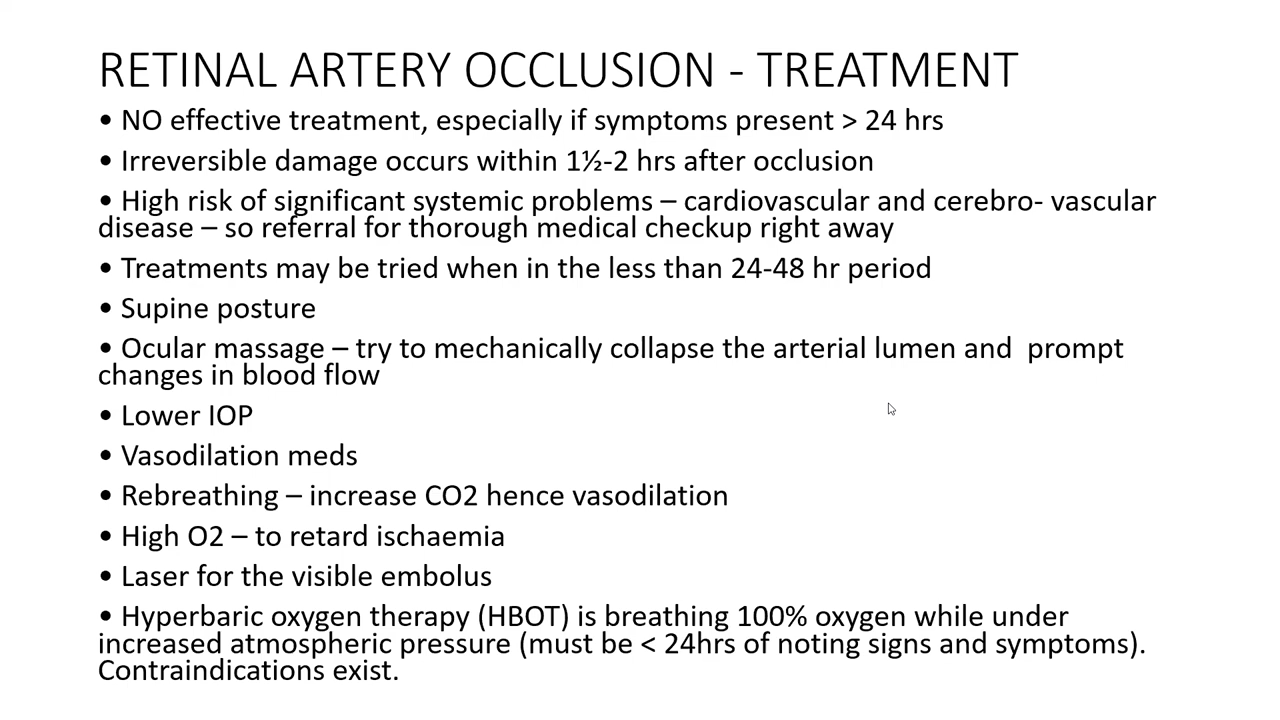 RETINAL ARTERY OCCLUSION - TREATMENT
• NO effective treatment, especially if symptoms present > 24 hrs
• Irreversible damage occurs within 1½-2 hrs after occlusion
• High risk of significant systemic problems – cardiovascular and cerebro- vascular
disease – so referral for thorough medical checkup right away
• Treatments may be tried when in the less than 24-48 hr period
• Supine posture
• Ocular massage – try to mechanically collapse the arterial lumen and  prompt
changes in blood flow
• Lower IOP
• Vasodilation meds
• Rebreathing – increase CO2 hence vasodilation
• High O2 – to retard ischaemia
• Laser for the visible embolus
• Hyperbaric oxygen therapy (HBOT) is breathing 100% oxygen while under
increased atmospheric pressure (must be < 24hrs of noting signs and symptoms).
Contraindications exist.